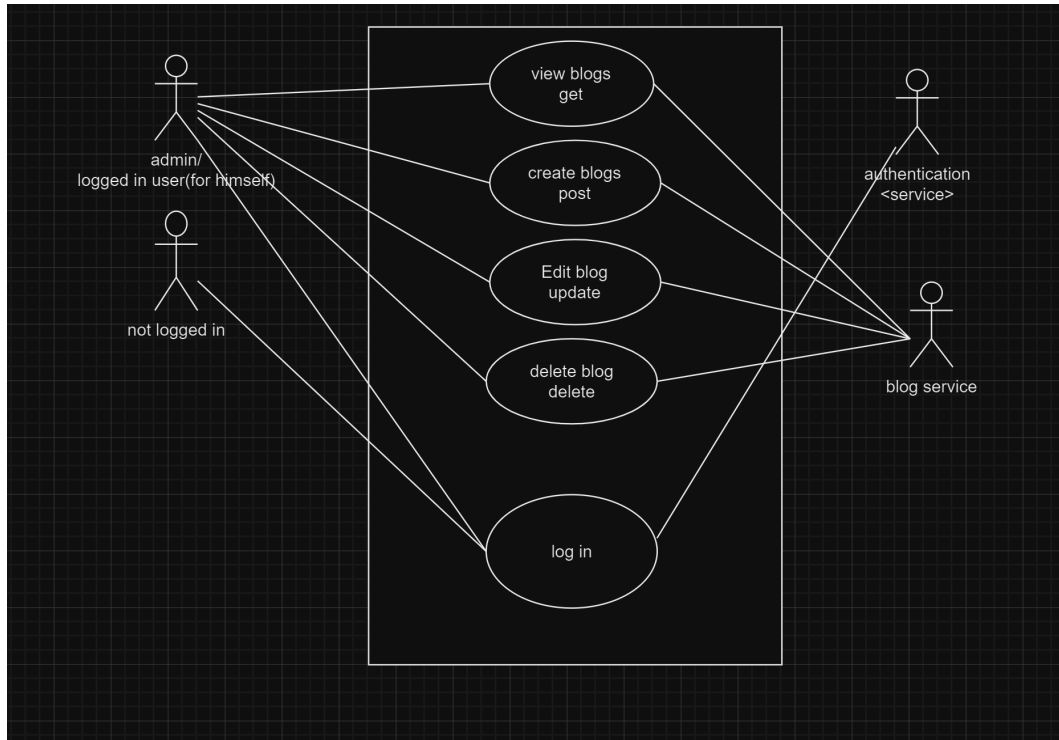 view blogs
get
admin/
logged in user(for himself)
create blogs
post
authentication
<service>
Edit blog
update
not logged in
delete blog
delete
blog service
log in